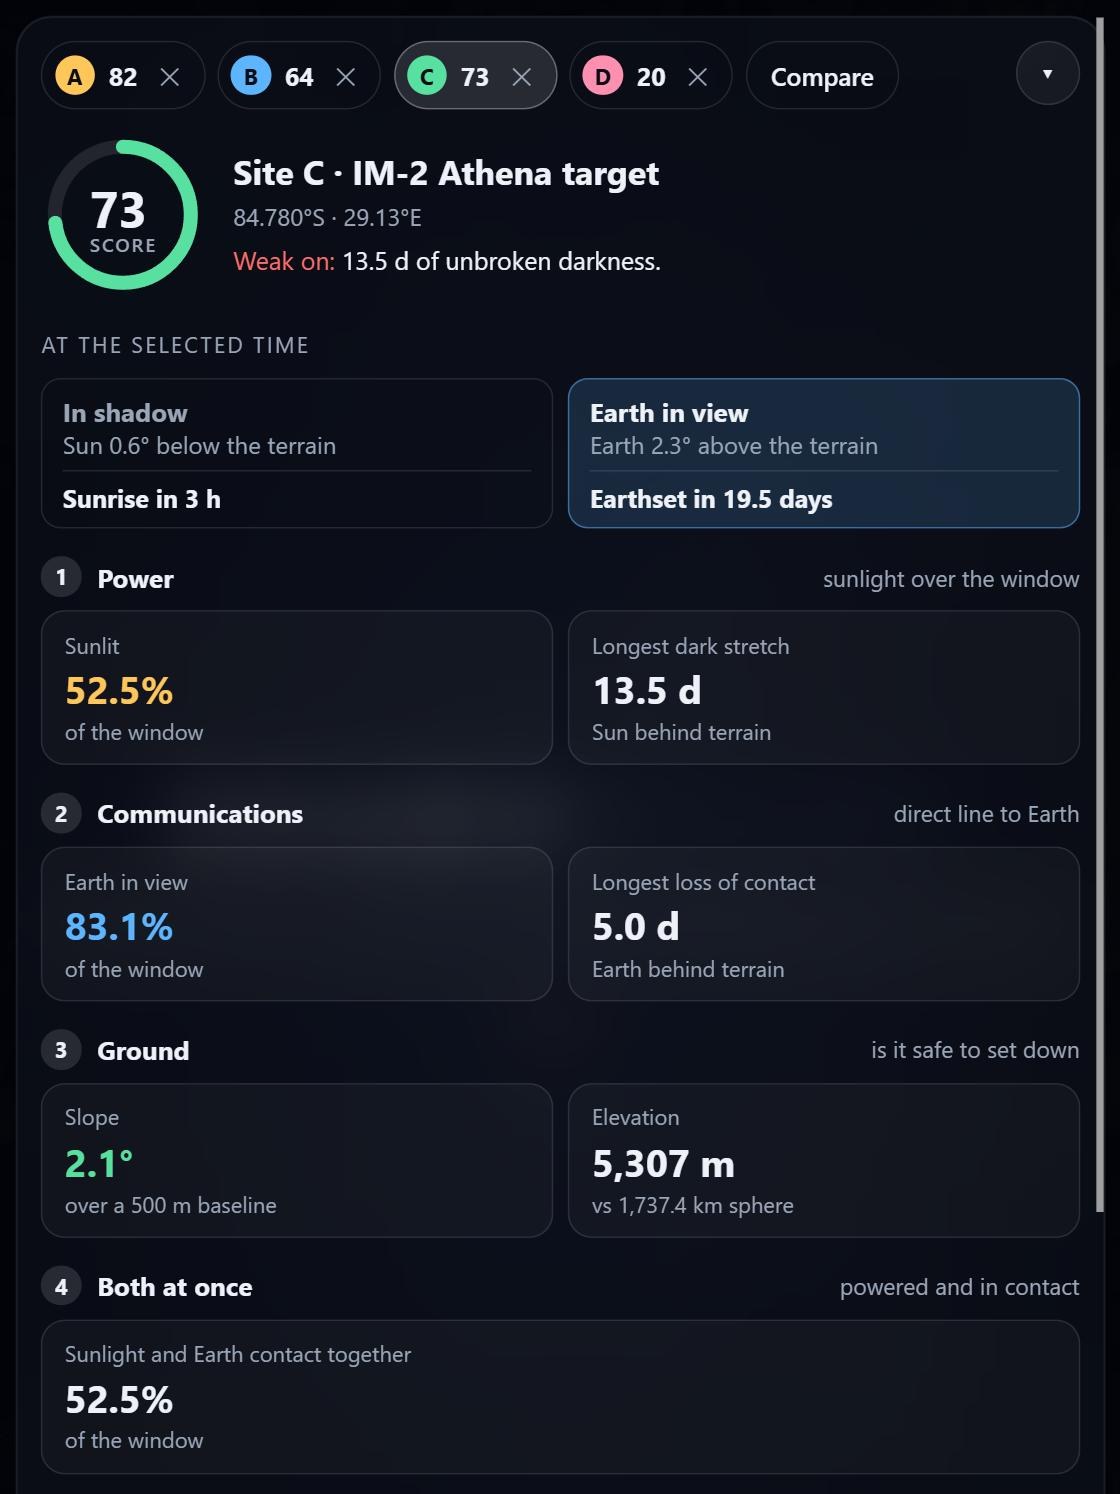 A 82 × B 64 × C 73 × D 20 × Compare ▼
73
SCORE
Site C · IM-2 Athena target
84.780°S · 29.13°E
Weak on: 13.5 d of unbroken darkness.
AT THE SELECTED TIME
In shadow
Sun 0.6° below the terrain
Sunrise in 3 h
Earth in view
Earth 2.3° above the terrain
Earthset in 19.5 days
1 Power sunlight over the window
Sunlit
52.5%
of the window
Longest dark stretch
13.5 d
Sun behind terrain
2 Communications direct line to Earth
Earth in view
83.1%
of the window
Longest loss of contact
5.0 d
Earth behind terrain
3 Ground is it safe to set down
Slope
2.1°
over a 500 m baseline
Elevation
5,307 m
vs 1,737.4 km sphere
4 Both at once powered and in contact
Sunlight and Earth contact together
52.5%
of the window